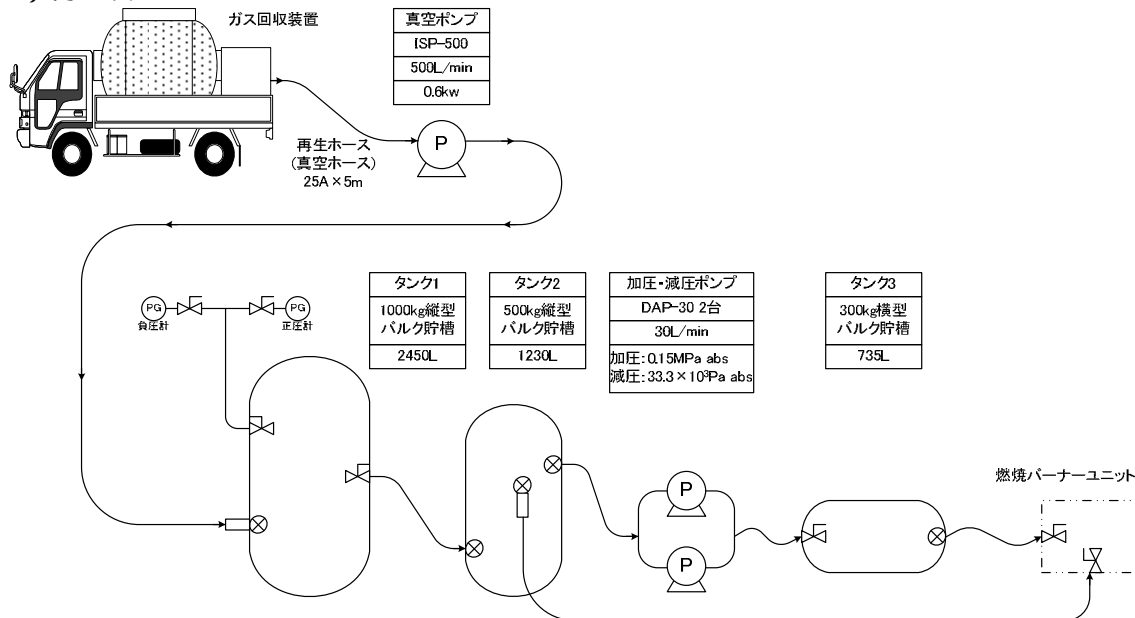 ガス回収装置
真空ポンプ
ISP-500
500L/min
0.6kw
再生ホース
(真空ホース)
25A×5m
P
PG
負圧計
PG
正圧計
タンク1
1000kg縦型
バルク貯槽
2450L
タンク2
500kg縦型
バルク貯槽
1230L
加圧・減圧ポンプ
DAP-30 2台
30L/min
加圧:0.15MPa abs
減圧:33.3×10³Pa abs
タンク3
300kg横型
バルク貯槽
735L
P
P
燃焼バーナーユニット